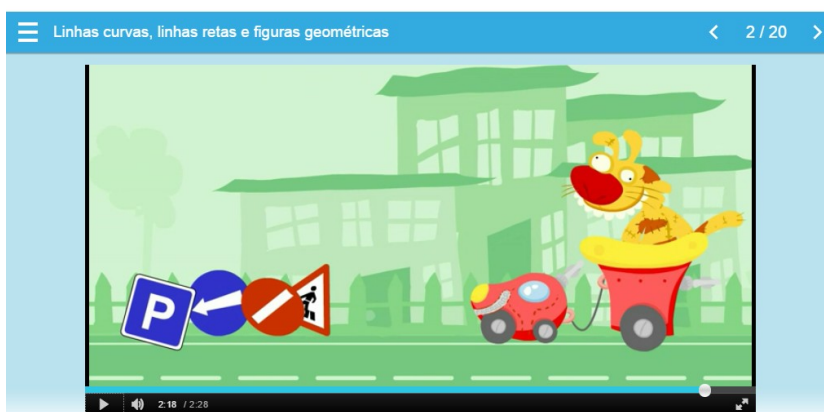 Linhas curvas, linhas retas e figuras geométricas
2 / 20
P
2:18 / 2:28